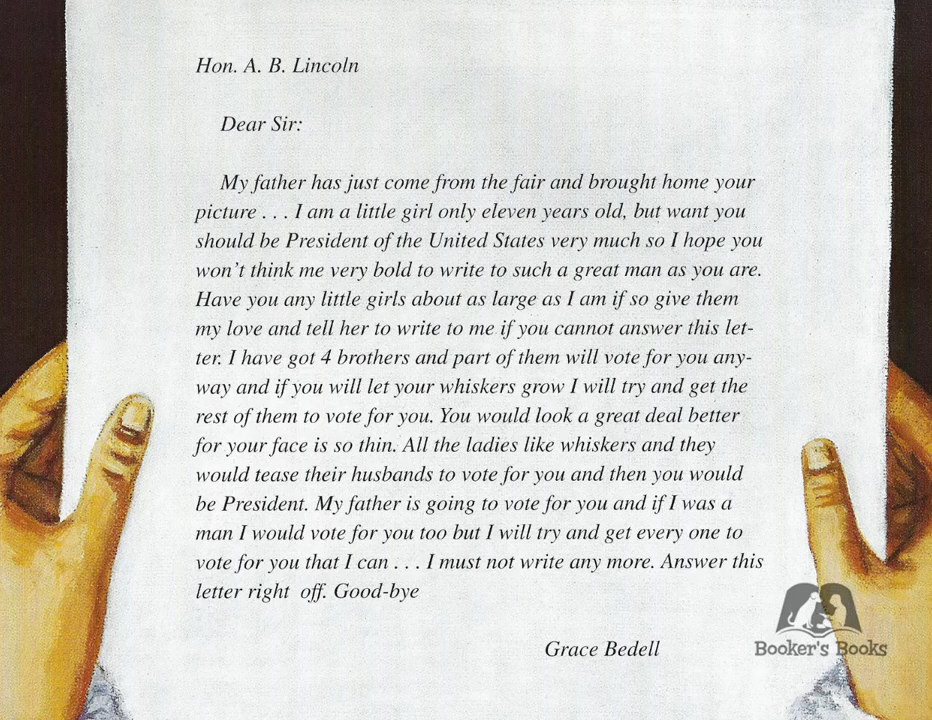 Hon. A. B. Lincoln
Dear Sir:
My father has just come from the fair and brought home your
picture . . . I am a little girl only eleven years old, but want you
should be President of the United States very much so I hope you
won't think me very bold to write to such a great man as you are.
Have you any little girls about as large as I am if so give them
my love and tell her to write to me if you cannot answer this let-
ter. I have got 4 brothers and part of them will vote for you any-
way and if you will let your whiskers grow I will try and get the
rest of them to vote for you. You would look a great deal better
for your face is so thin. All the ladies like whiskers and they
would tease their husbands to vote for you and then you would
be President. My father is going to vote for you and if I was a
man I would vote for you too but I will try and get every one to
vote for you that I can . . . I must not write any more. Answer this
letter right off. Good-bye
Grace Bedell
Booker's Books